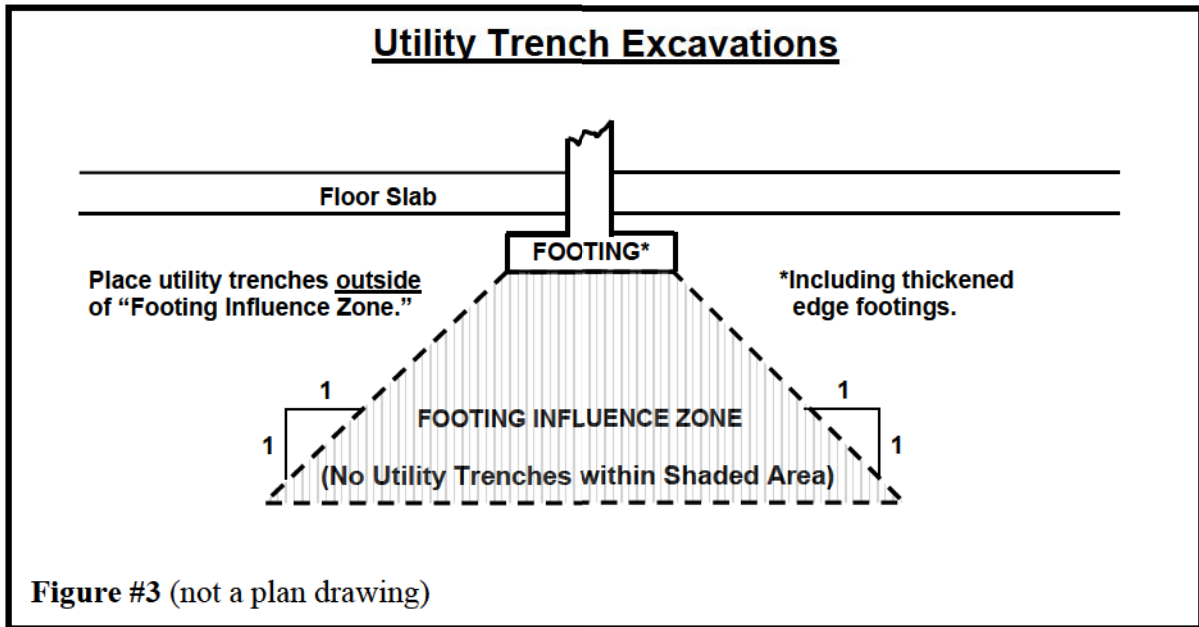 Utility Trench Excavations
Floor Slab
FOOTING*
Place utility trenches outside
of “Footing Influence Zone.”
*Including thickened
edge footings.
1
1
1
1
FOOTING INFLUENCE ZONE
(No Utility Trenches within Shaded Area)
Figure #3 (not a plan drawing)